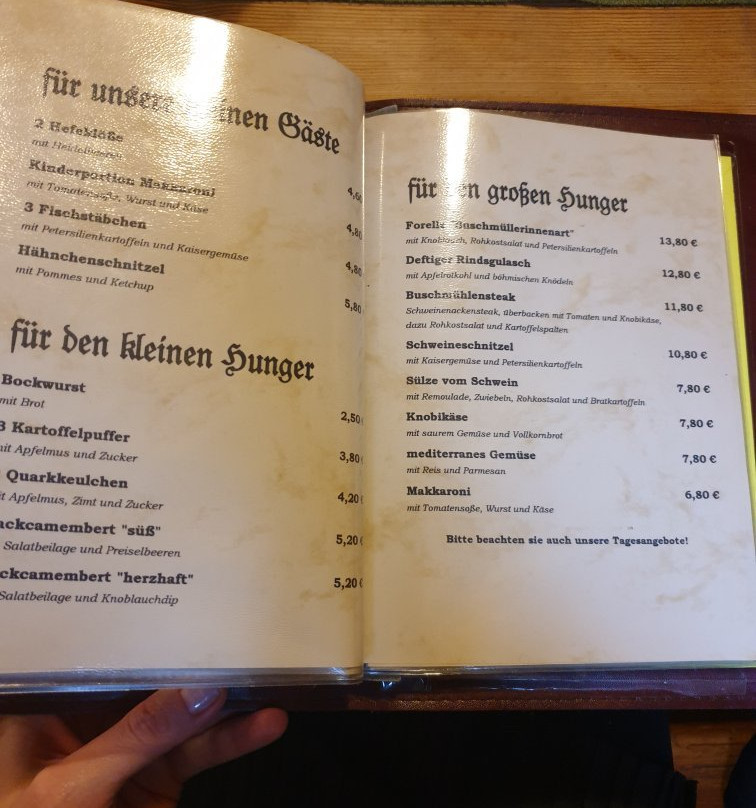 für unsere kleinen Gäste
2 Hefeklöße
mit Heidelbeeren
4,60
Kinderportion Makkaroni
mit Tomatensoße, Wurst und Käse
4,80
3 Fischstäbchen
mit Petersilienkartoffeln und Kaisergemüse
4,80
Hähnchenschnitzel
mit Pommes und Ketchup
5,80
für den kleinen Hunger
Bockwurst
mit Brot
2,50
3 Kartoffelpuffer
mit Apfelmus und Zucker
3,80
Quarkkeulchen
t Apfelmus, Zimt und Zucker
4,20
ackcamembert "süß"
Salatbeilage und Preiselbeeren
5,20
ckcamembert "herzhaft"
Salatbeilage und Knoblauchdip
5,20
für den großen Hunger
Forelle "Buschmüllerinnenart" 13,80 €
mit Knoblauch, Rohkostsalat und Petersilienkartoffeln
Deftiger Rindsgulasch 12,80 €
mit Apfelrotkohl und böhmischen Knödeln
Buschmühlensteak 11,80 €
Schweinenackensteak, überbacken mit Tomaten und Knobikäse,
dazu Rohkostsalat und Kartoffelspalten
Schweineschnitzel 10,80 €
mit Kaisergemüse und Petersilienkartoffeln
Sülze vom Schwein 7,80 €
mit Remoulade, Zwiebeln, Rohkostsalat und Bratkartoffeln
Knobikäse 7,80 €
mit saurem Gemüse und Vollkornbrot
mediterranes Gemüse 7,80 €
mit Reis und Parmesan
Makkaroni 6,80 €
mit Tomatensoße, Wurst und Käse
Bitte beachten sie auch unsere Tagesangebote!